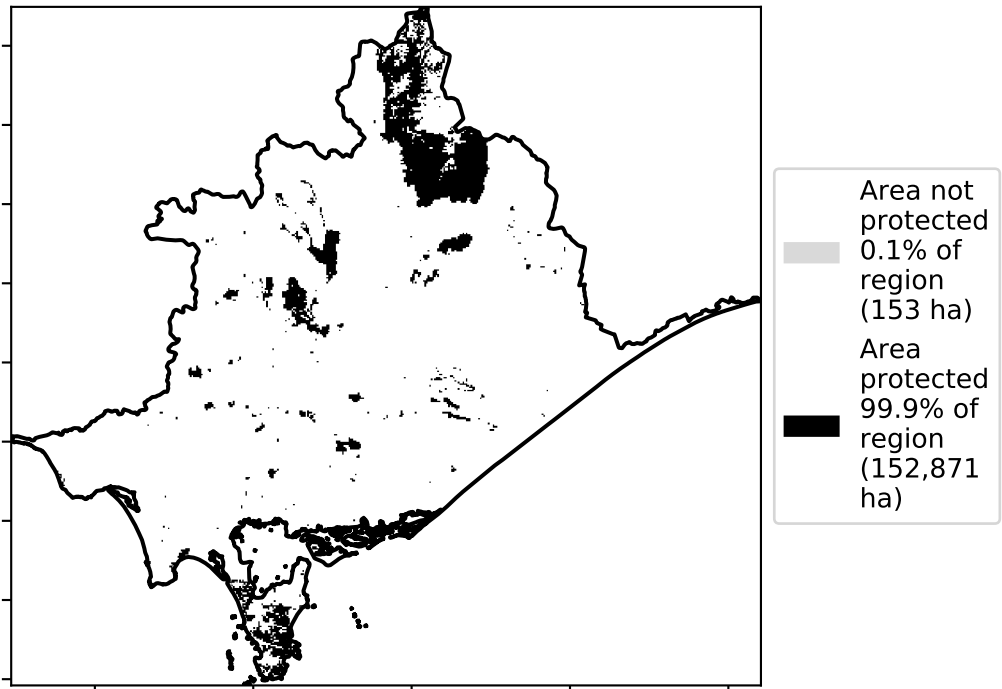 Area not
protected
0.1% of
region
(153 ha)
Area
protected
99.9% of
region
(152,871
ha)